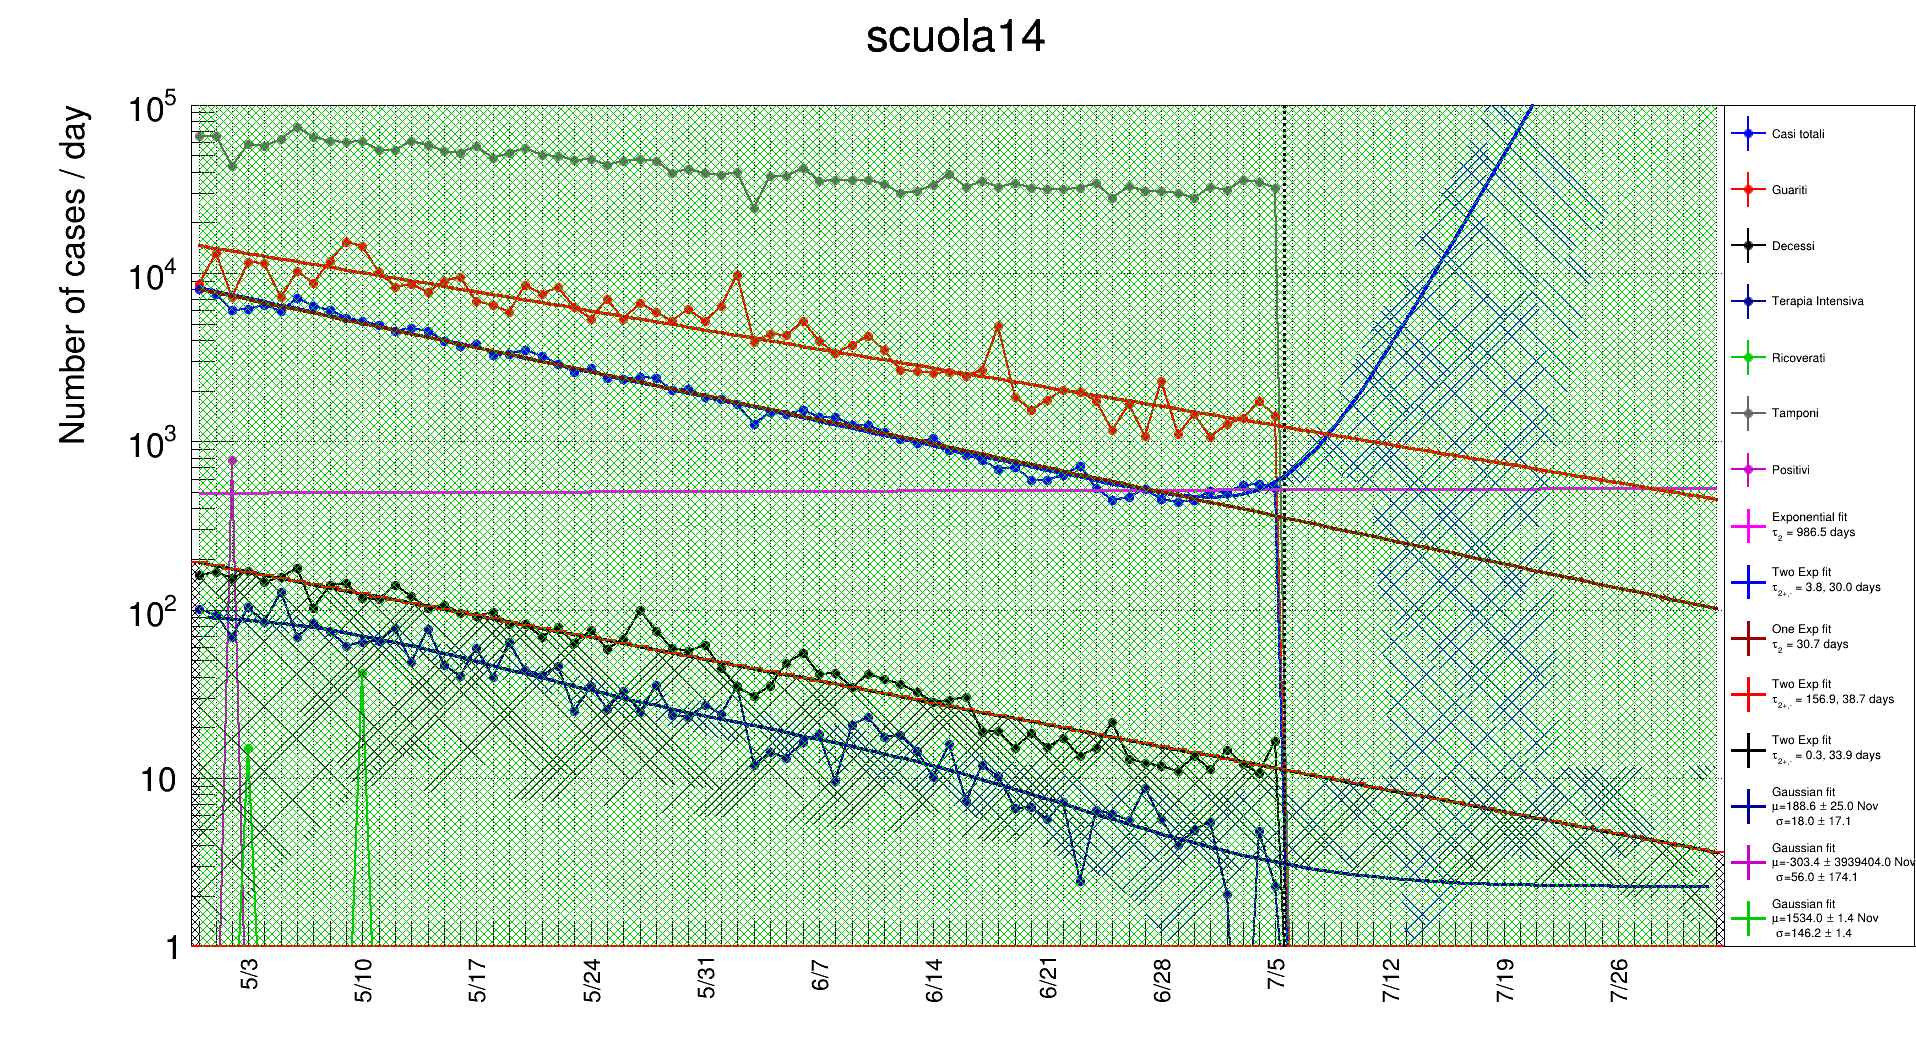 scuola14
Number of cases / day
10^5
10^4
10^3
10^2
10
1
5/3
5/10
5/17
5/24
5/31
6/7
6/14
6/21
6/28
7/5
7/12
7/19
7/26
Casi totali
Guariti
Decessi
Terapia Intensiva
Ricoverati
Tamponi
Positivi
Exponential fit
τ_2 = 986.5 days
Two Exp fit
τ_2+,- = 3.8, 30.0 days
One Exp fit
τ_2 = 30.7 days
Two Exp fit
τ_2+,- = 156.9, 38.7 days
Two Exp fit
τ_2+,- = 0.3, 33.9 days
Gaussian fit
μ=188.6 ± 25.0 Nov
σ=18.0 ± 17.1
Gaussian fit
μ=-303.4 ± 3939404.0 Nov
σ=56.0 ± 174.1
Gaussian fit
μ=1534.0 ± 1.4 Nov
σ=146.2 ± 1.4